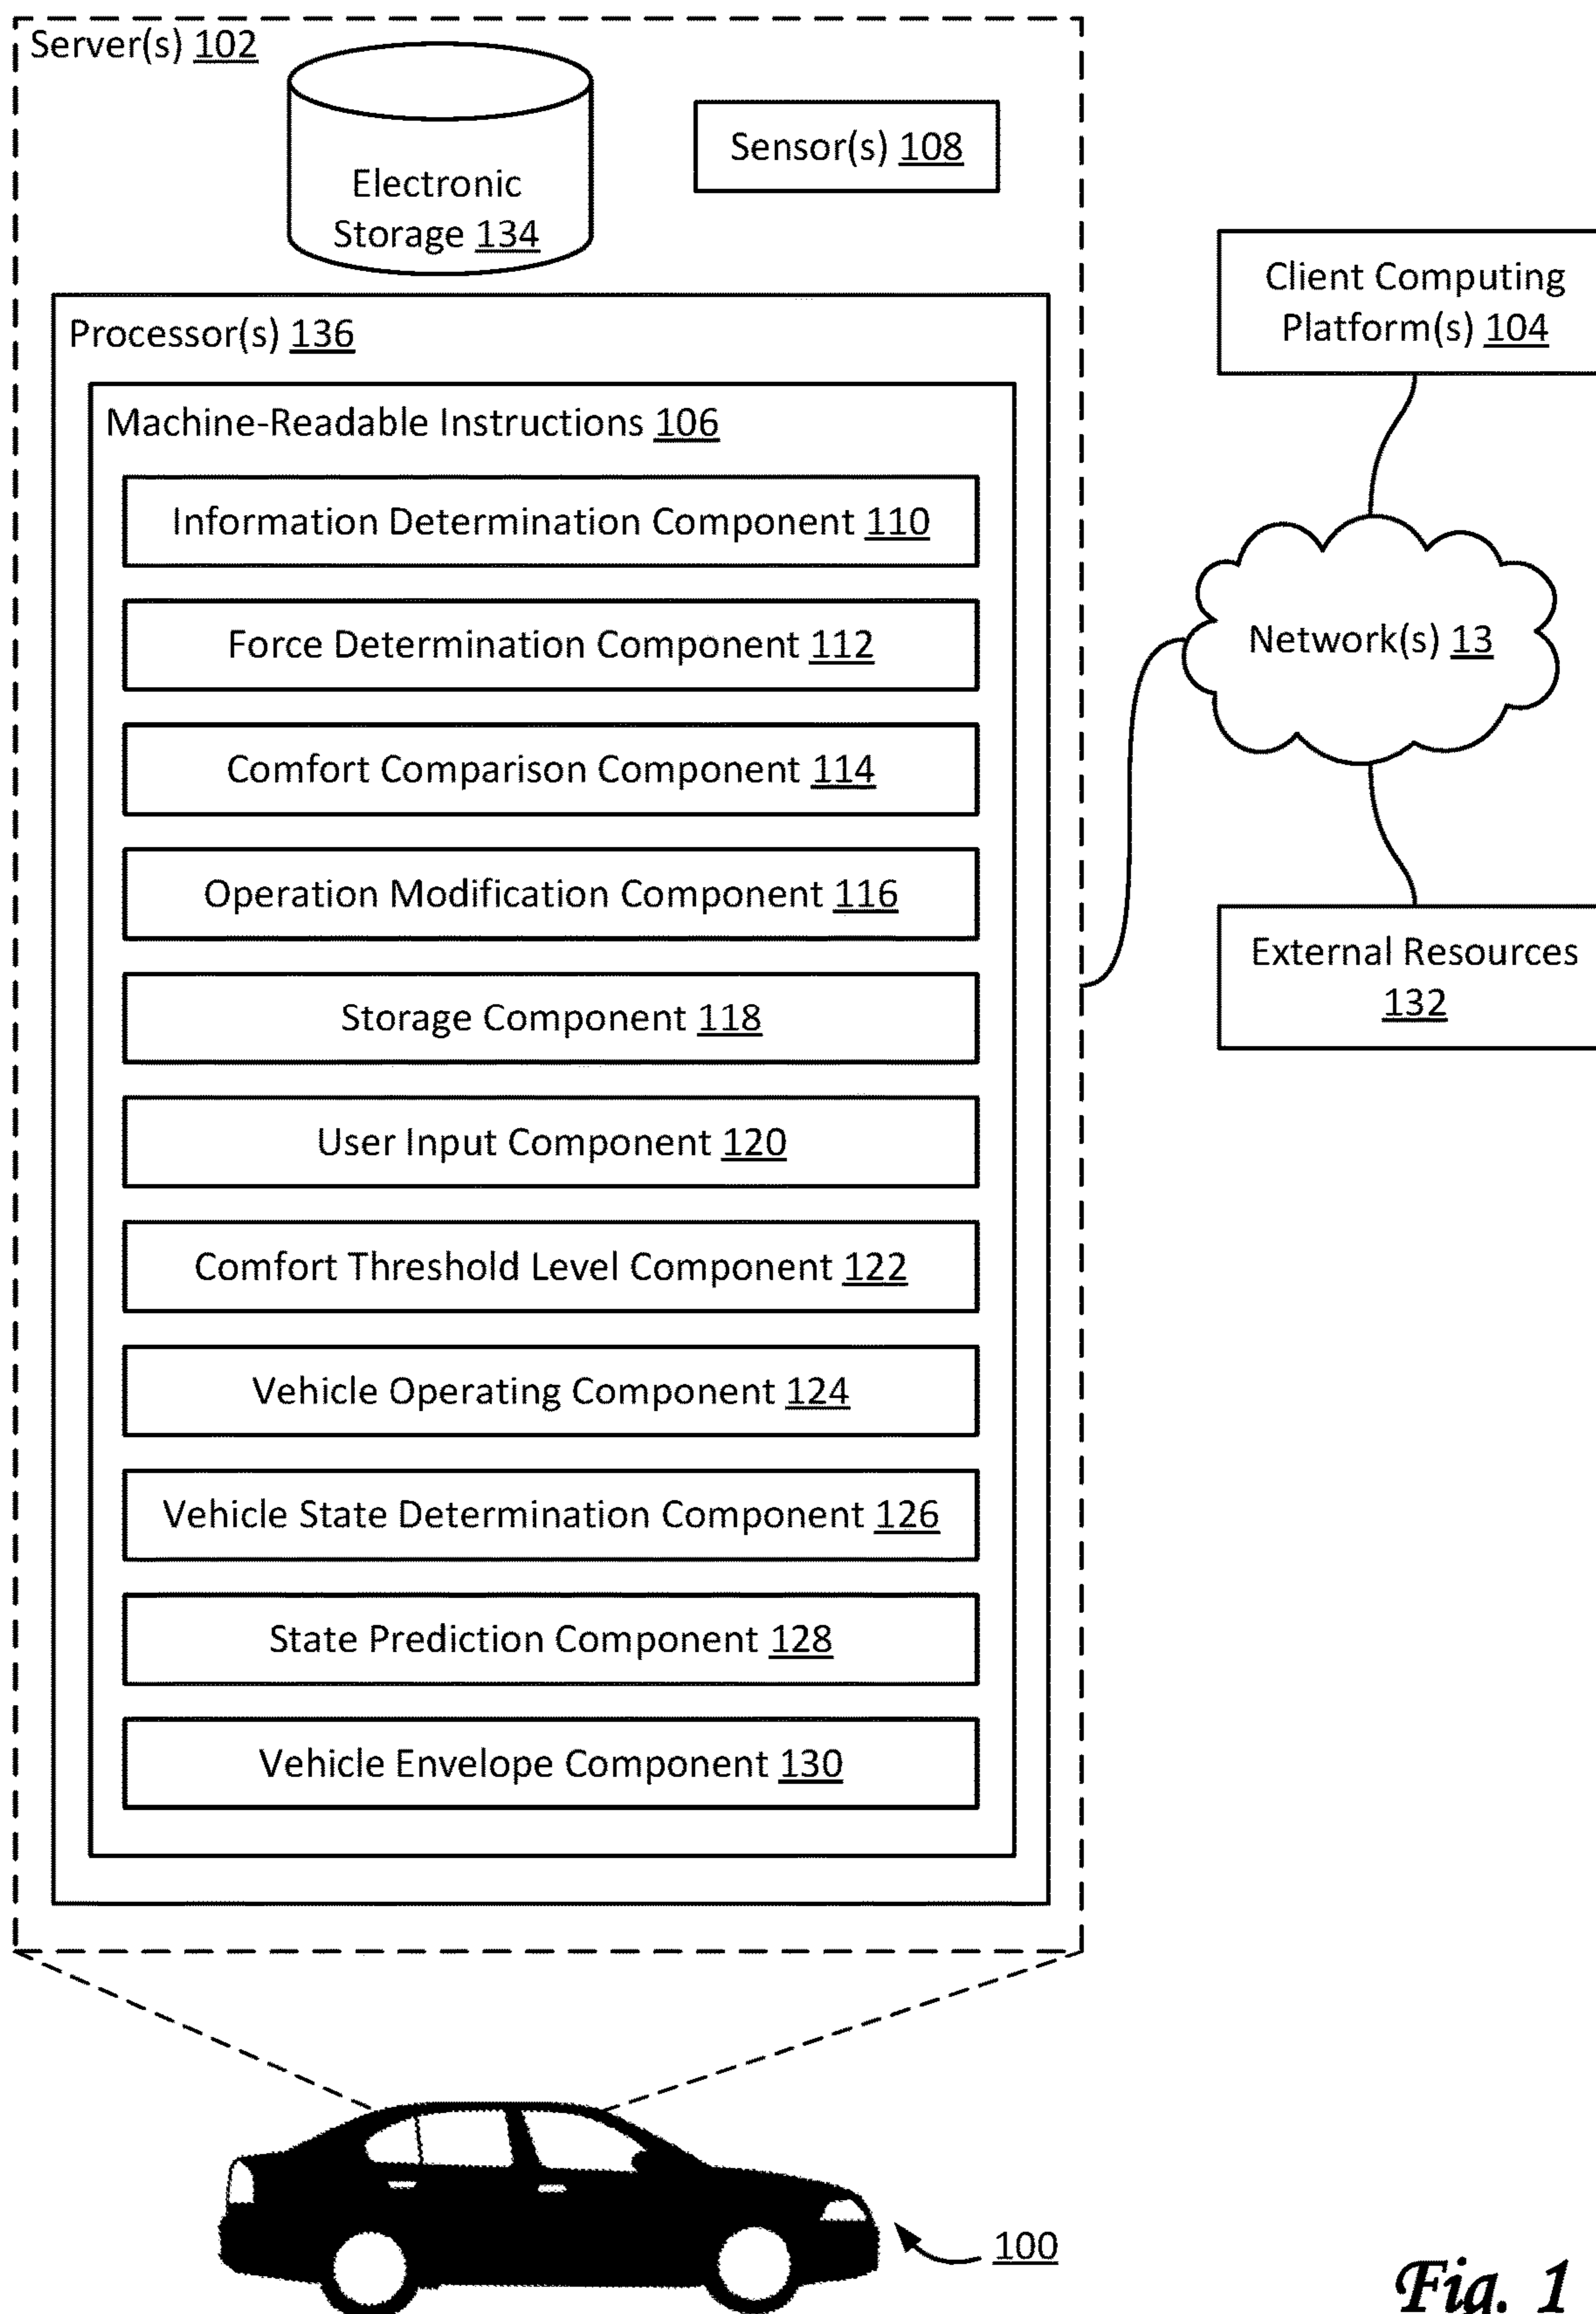 Server(s) 102
Electronic
Storage 134
Sensor(s) 108
Processor(s) 136
Machine-Readable Instructions 106
Information Determination Component 110
Force Determination Component 112
Comfort Comparison Component 114
Operation Modification Component 116
Storage Component 118
User Input Component 120
Comfort Threshold Level Component 122
Vehicle Operating Component 124
Vehicle State Determination Component 126
State Prediction Component 128
Vehicle Envelope Component 130
Client Computing
Platform(s) 104
Network(s) 13
External Resources
132
100
Fig. 1